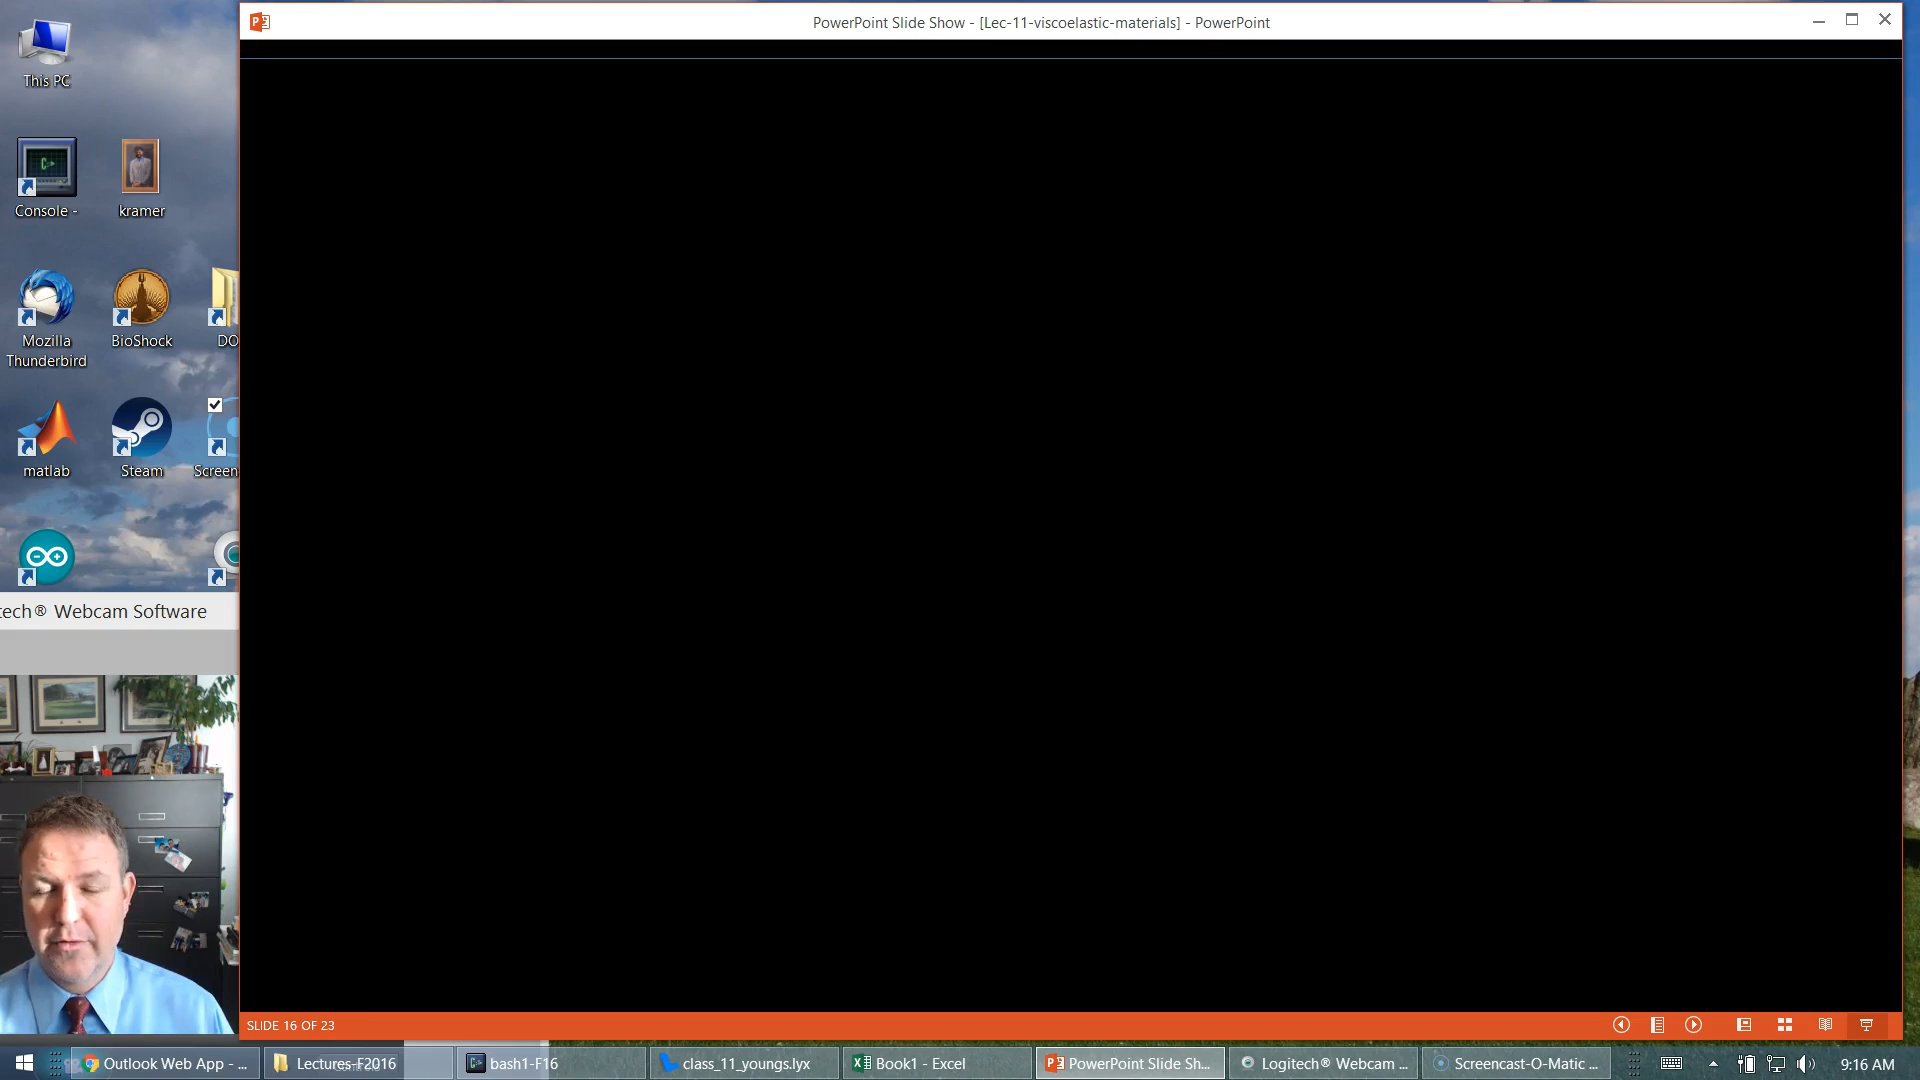 PowerPoint Slide Show - [Lec-11-viscoelastic-materials] - PowerPoint
This PC
Console -
kramer
Mozilla
Thunderbird
BioShock
DO
matlab
Steam
Screen
tech® Webcam Software
SLIDE 16 OF 23
Outlook Web App - ...
Lectures-F2016
bash1-F16
class_11_youngs.lyx
Book1 - Excel
PowerPoint Slide Sh...
Logitech® Webcam ...
Screencast-O-Matic ...
9:16 AM